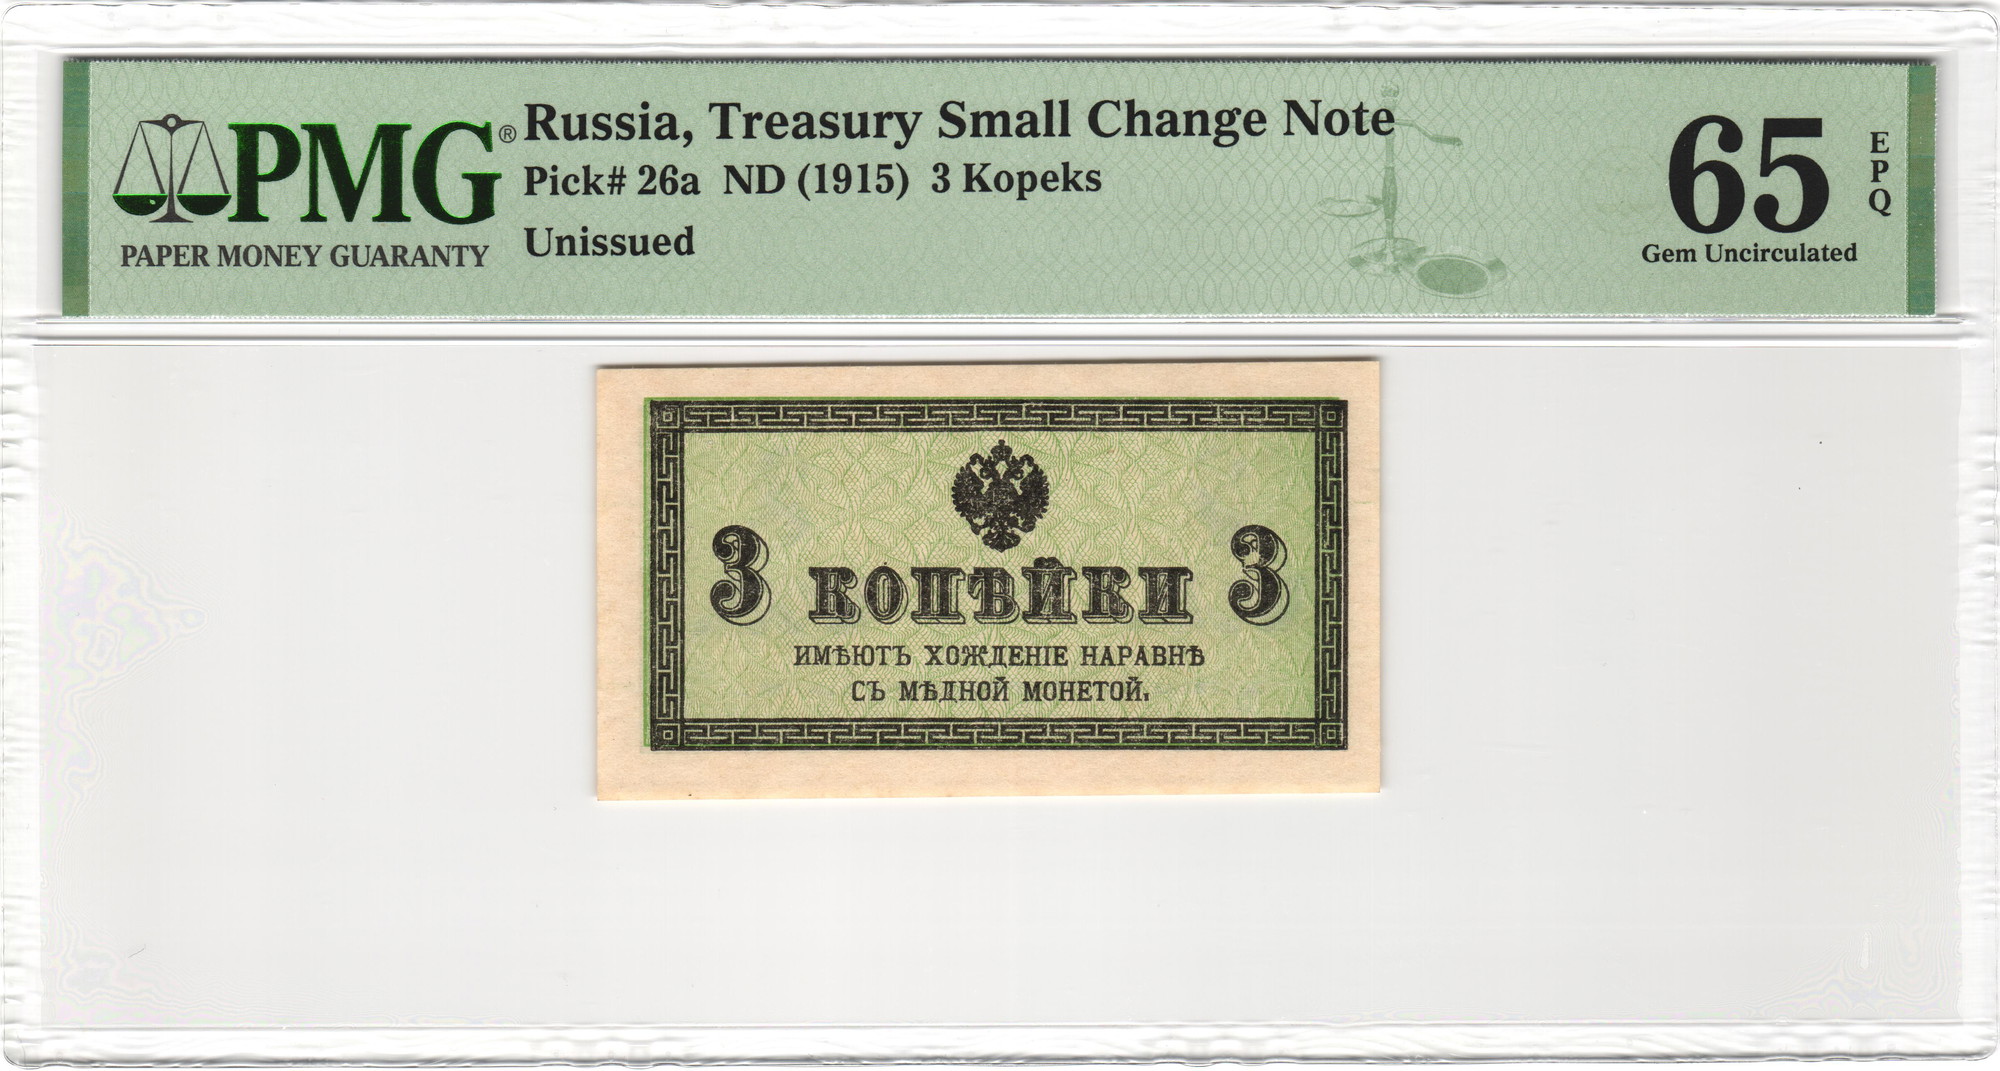 PMG®
PAPER MONEY GUARANTY
Russia, Treasury Small Change Note
Pick# 26a ND (1915) 3 Kopeks
Unissued
65 EPQ
Gem Uncirculated
3 КОПѢЙКИ 3
ИМѢЮТЪ ХОЖДЕНІЕ НАРАВНѢ
СЪ МѢДНОЙ МОНЕТОЙ.